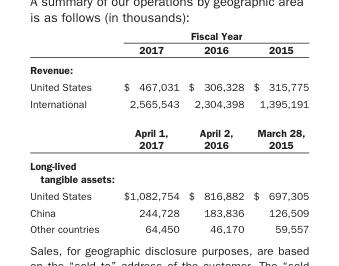 A summary of our operations by geographic area
is as follows (in thousands):
Fiscal Year
2017 2016 2015
Revenue:
United States $ 467,031 $ 306,328 $ 315,775
International 2,565,543 2,304,398 1,395,191
April 1, April 2, March 28,
2017 2016 2015
Long-lived
tangible assets:
United States $1,082,754 $ 816,882 $ 697,305
China 244,728 183,836 126,509
Other countries 64,450 46,170 59,557
Sales, for geographic disclosure purposes, are based
on the "sold to" address of the customer. The "sold